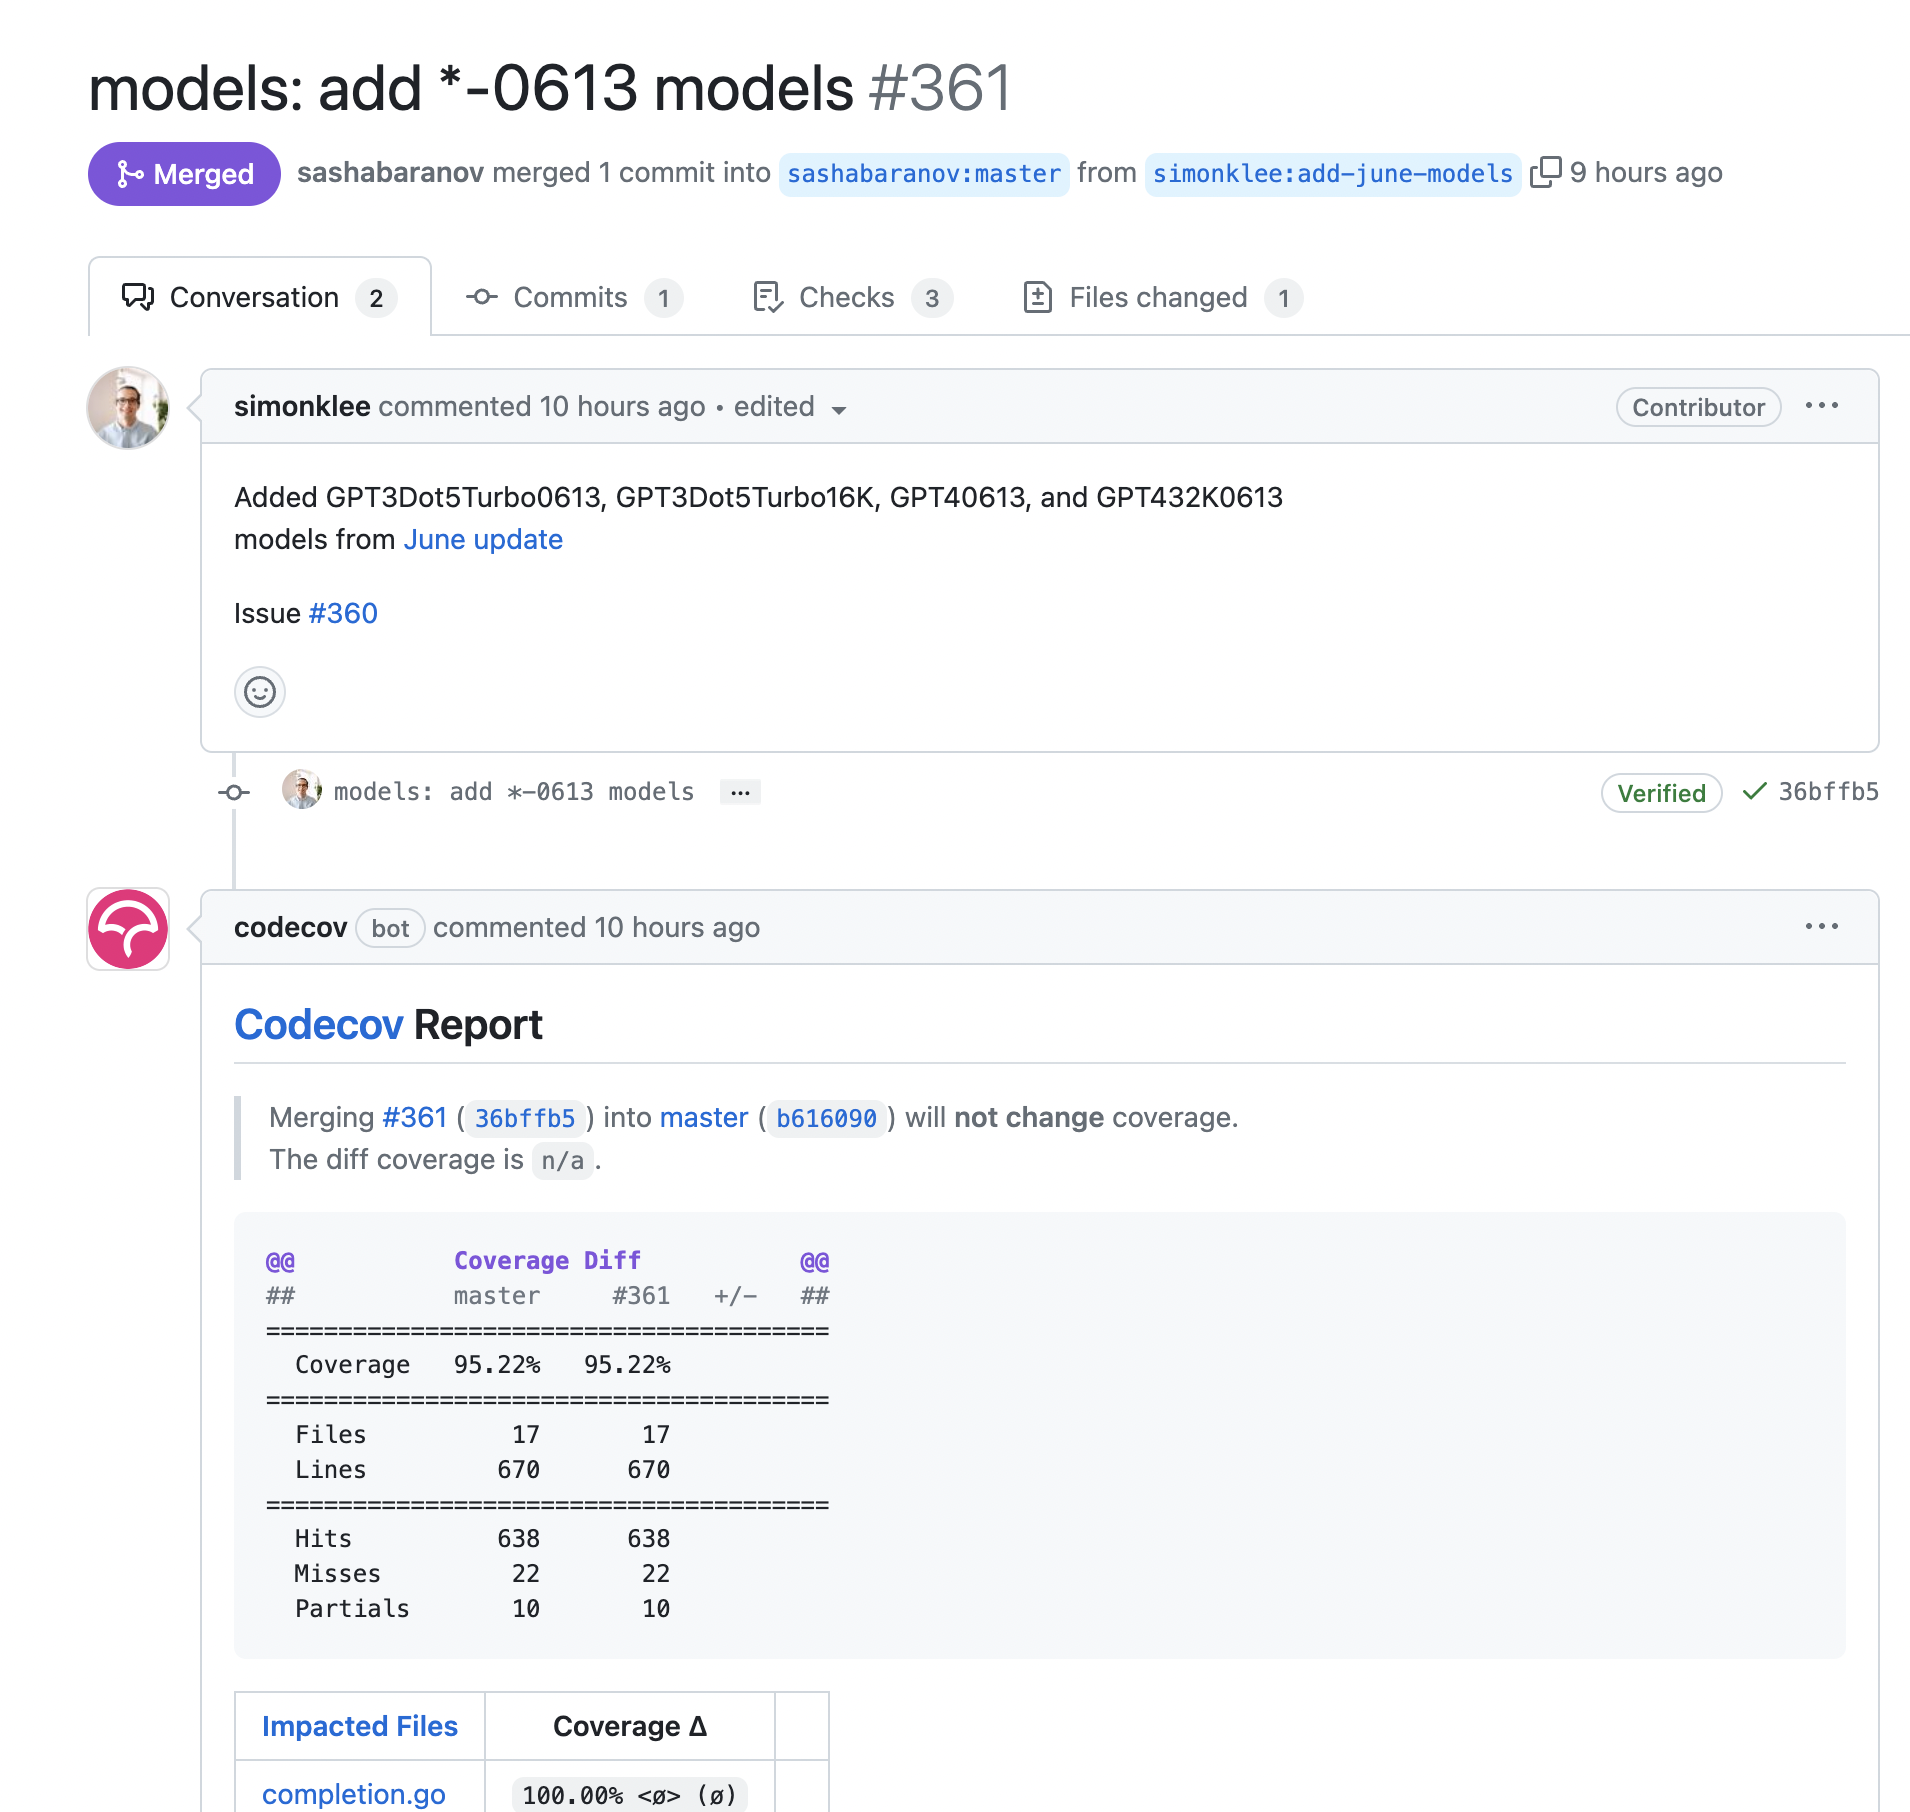 models: add *-0613 models #361
Merged sashabaranov merged 1 commit into sashabaranov:master from simonklee:add-june-models 9 hours ago
Conversation 2 Commits 1 Checks 3 Files changed 1
simonklee commented 10 hours ago • edited Contributor ...
Added GPT3Dot5Turbo0613, GPT3Dot5Turbo16K, GPT40613, and GPT432K0613
models from June update
Issue #360
models: add *-0613 models ... Verified 36bffb5
codecov bot commented 10 hours ago ...
Codecov Report
Merging #361 (36bffb5) into master (b616090) will not change coverage.
The diff coverage is n/a.
@@ Coverage Diff @@
## master #361 +/- ##
=======================================
Coverage 95.22% 95.22%
=======================================
Files 17 17
Lines 670 670
=======================================
Hits 638 638
Misses 22 22
Partials 10 10
Impacted Files Coverage Δ
completion.go 100.00% <ø> (ø)